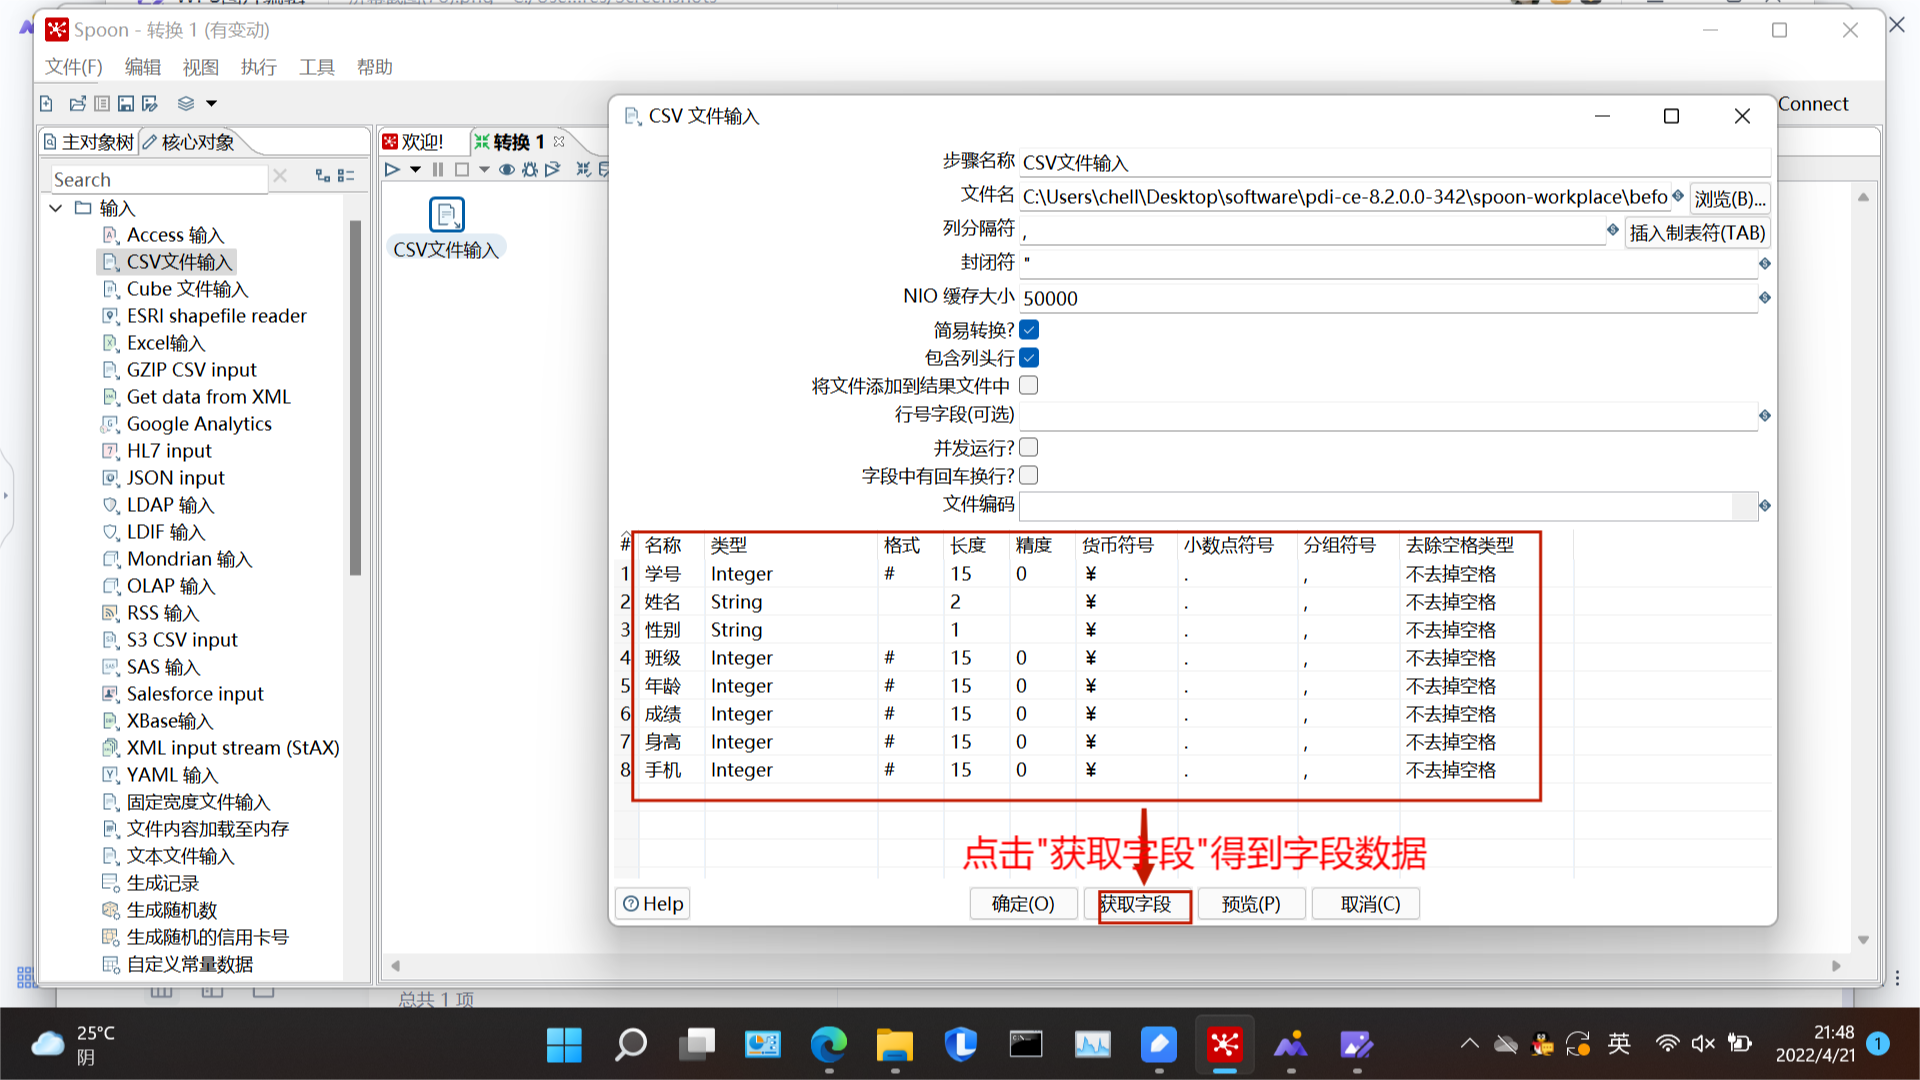 Spoon - 转换 1 (有变动)
文件(F) 编辑 视图 执行 工具 帮助
Connect
主对象树 核心对象
欢迎! 转换 1
Search
输入
Access 输入
CSV文件输入
Cube 文件输入
ESRI shapefile reader
Excel输入
GZIP CSV input
Get data from XML
Google Analytics
HL7 input
JSON input
LDAP 输入
LDIF 输入
Mondrian 输入
OLAP 输入
RSS 输入
S3 CSV input
SAS 输入
Salesforce input
XBase输入
XML input stream (StAX)
YAML 输入
固定宽度文件输入
文件内容加载至内存
文本文件输入
生成记录
生成随机数
生成随机的信用卡号
自定义常量数据
CSV文件输入
CSV 文件输入
步骤名称 CSV文件输入
文件名 C:\Users\chell\Desktop\software\pdi-ce-8.2.0.0-342\spoon-workplace\befo 浏览(B)...
列分隔符 , 插入制表符(TAB)
封闭符 "
NIO 缓存大小 50000
简易转换?
包含列头行
将文件添加到结果文件中
行号字段(可选)
并发运行?
字段中有回车换行?
文件编码
# 名称 类型 格式 长度 精度 货币符号 小数点符号 分组符号 去除空格类型
1 学号 Integer # 15 0 ¥ . , 不去掉空格
2 姓名 String 2 ¥ . , 不去掉空格
3 性别 String 1 ¥ . , 不去掉空格
4 班级 Integer # 15 0 ¥ . , 不去掉空格
5 年龄 Integer # 15 0 ¥ . , 不去掉空格
6 成绩 Integer # 15 0 ¥ . , 不去掉空格
7 身高 Integer # 15 0 ¥ . , 不去掉空格
8 手机 Integer # 15 0 ¥ . , 不去掉空格
点击"获取字段"得到字段数据
Help 确定(O) 获取字段 预览(P) 取消(C)
总共 1 项
25°C
阴
英
21:48
2022/4/21
1